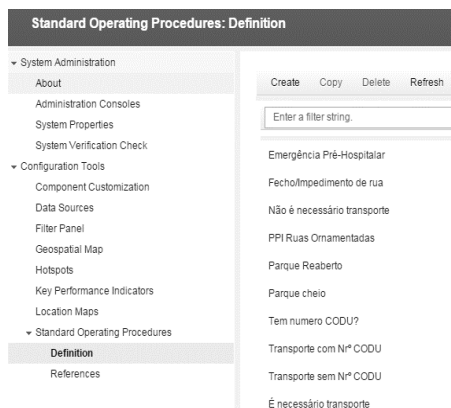 Standard Operating Procedures: Definition
System Administration
About
Administration Consoles
System Properties
System Verification Check
Configuration Tools
Component Customization
Data Sources
Filter Panel
Geospatial Map
Hotspots
Key Performance Indicators
Location Maps
Standard Operating Procedures
Definition
References
Create Copy Delete Refresh
Enter a filter string.
Emergência Pré-Hospitalar
Fecho/Impedimento de rua
Não é necessário transporte
PPI Ruas Ornamentadas
Parque Reaberto
Parque cheio
Tem numero CODU?
Transporte com Nrº CODU
Transporte sem Nrº CODU
É necessário transporte